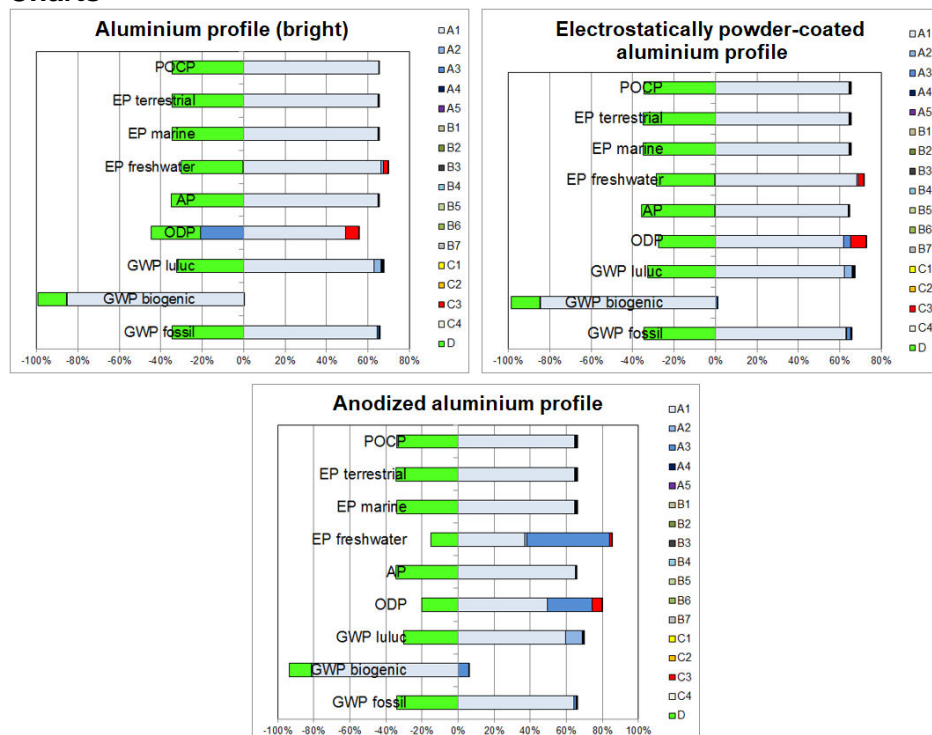 Aluminium profile (bright)
POCP
EP terrestrial
EP marine
EP freshwater
AP
ODP
GWP luluc
GWP biogenic
GWP fossil
-100% -80% -60% -40% -20% 0% 20% 40% 60% 80%
A1
A2
A3
A4
A5
B1
B2
B3
B4
B5
B6
B7
C1
C2
C3
C4
D
Electrostatically powder-coated
aluminium profile
POCP
EP terrestrial
EP marine
EP freshwater
AP
ODP
GWP luluc
GWP biogenic
GWP fossil
-100% -80% -60% -40% -20% 0% 20% 40% 60% 80%
A1
A2
A3
A4
A5
B1
B2
B3
B4
B5
B6
B7
C1
C2
C3
C4
D
Anodized aluminium profile
POCP
EP terrestrial
EP marine
EP freshwater
AP
ODP
GWP luluc
GWP biogenic
GWP fossil
-100% -80% -60% -40% -20% 0% 20% 40% 60% 80% 100%
A1
A2
A3
A4
A5
B1
B2
B3
B4
B5
B6
B7
C1
C2
C3
C4
D